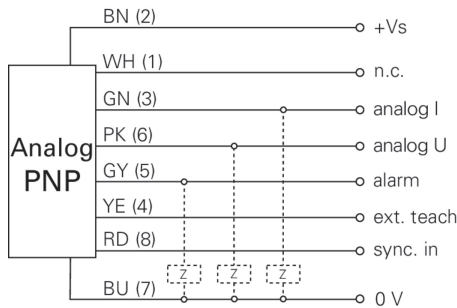 BN (2) +Vs
WH (1) n.c.
GN (3) analog I
PK (6) analog U
Analog
PNP
GY (5) alarm
YE (4) ext. teach
RD (8) sync. in
Z Z Z
BU (7) 0 V